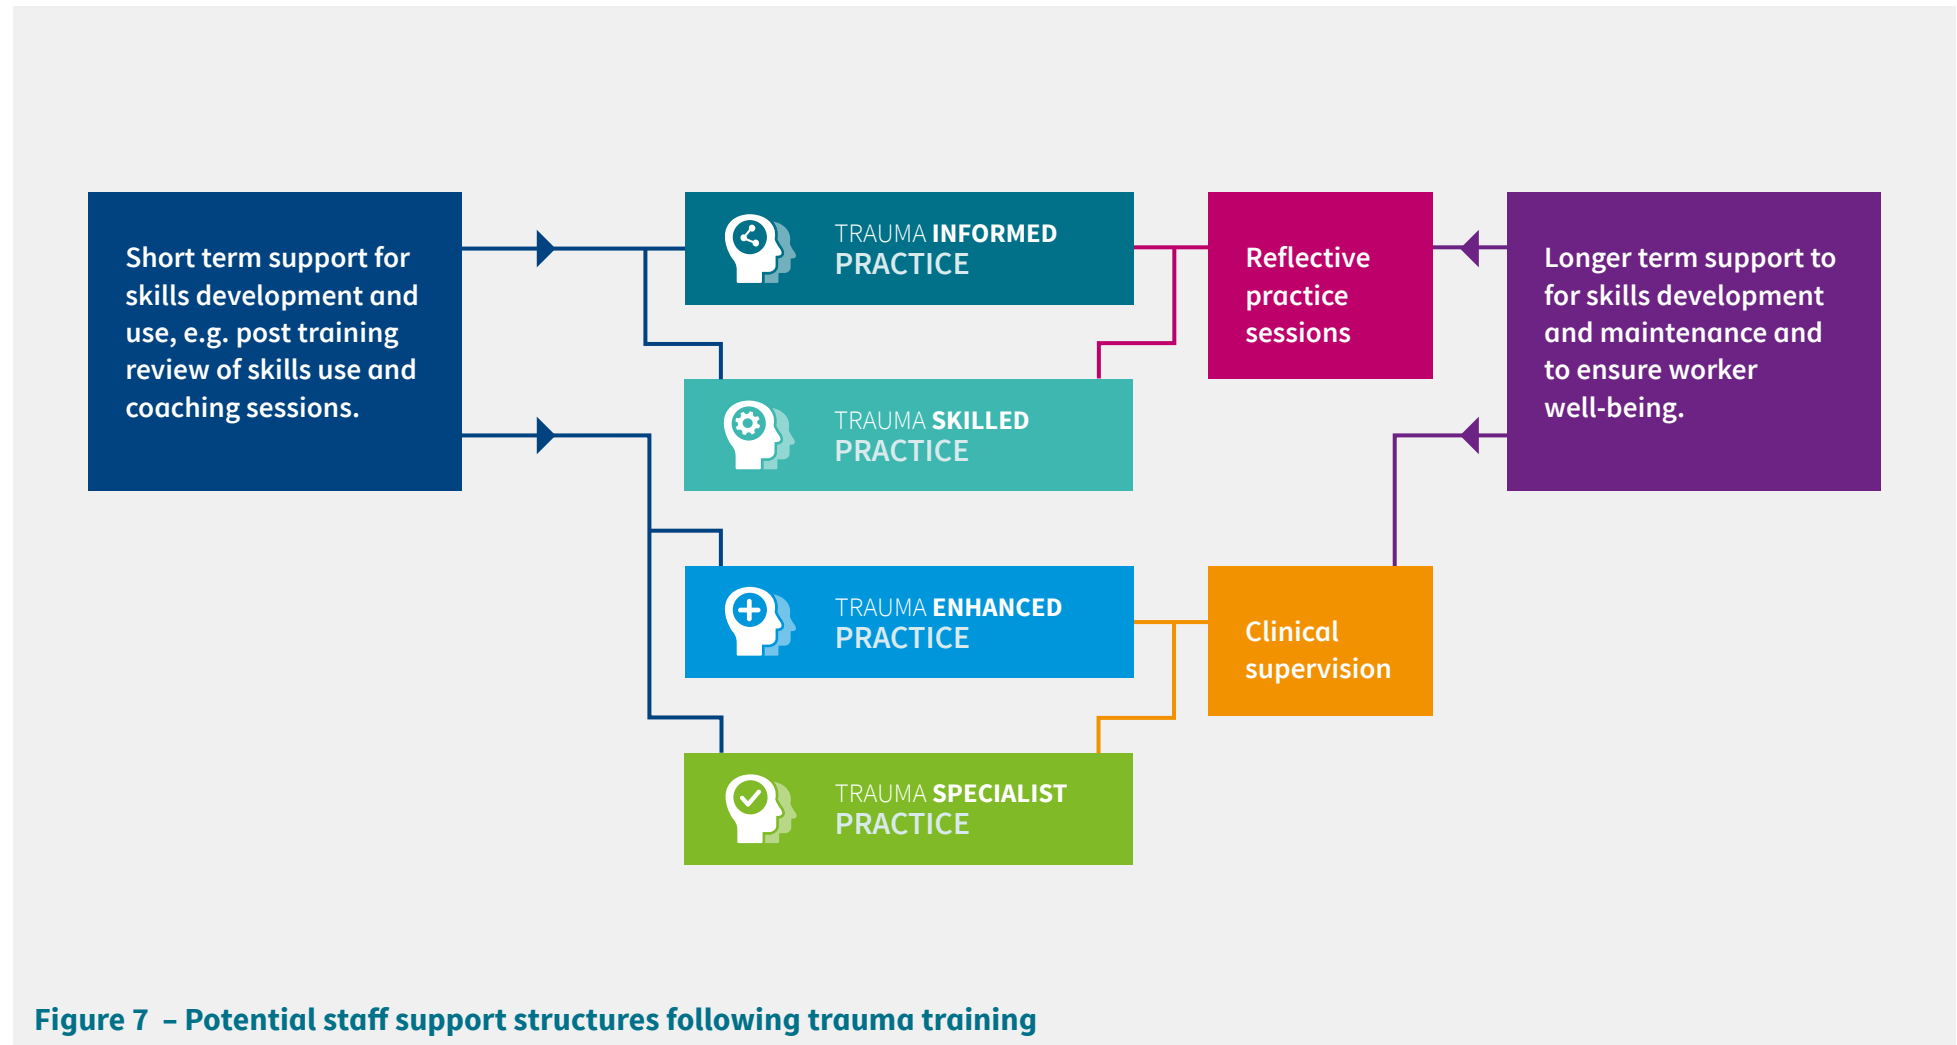 Short term support for
skills development and
use, e.g. post training
review of skills use and
coaching sessions.
TRAUMA INFORMED
PRACTICE
TRAUMA SKILLED
PRACTICE
TRAUMA ENHANCED
PRACTICE
TRAUMA SPECIALIST
PRACTICE
Reflective
practice
sessions
Clinical
supervision
Longer term support to
for skills development
and maintenance and
to ensure worker
well-being.
Figure 7 – Potential staff support structures following trauma training